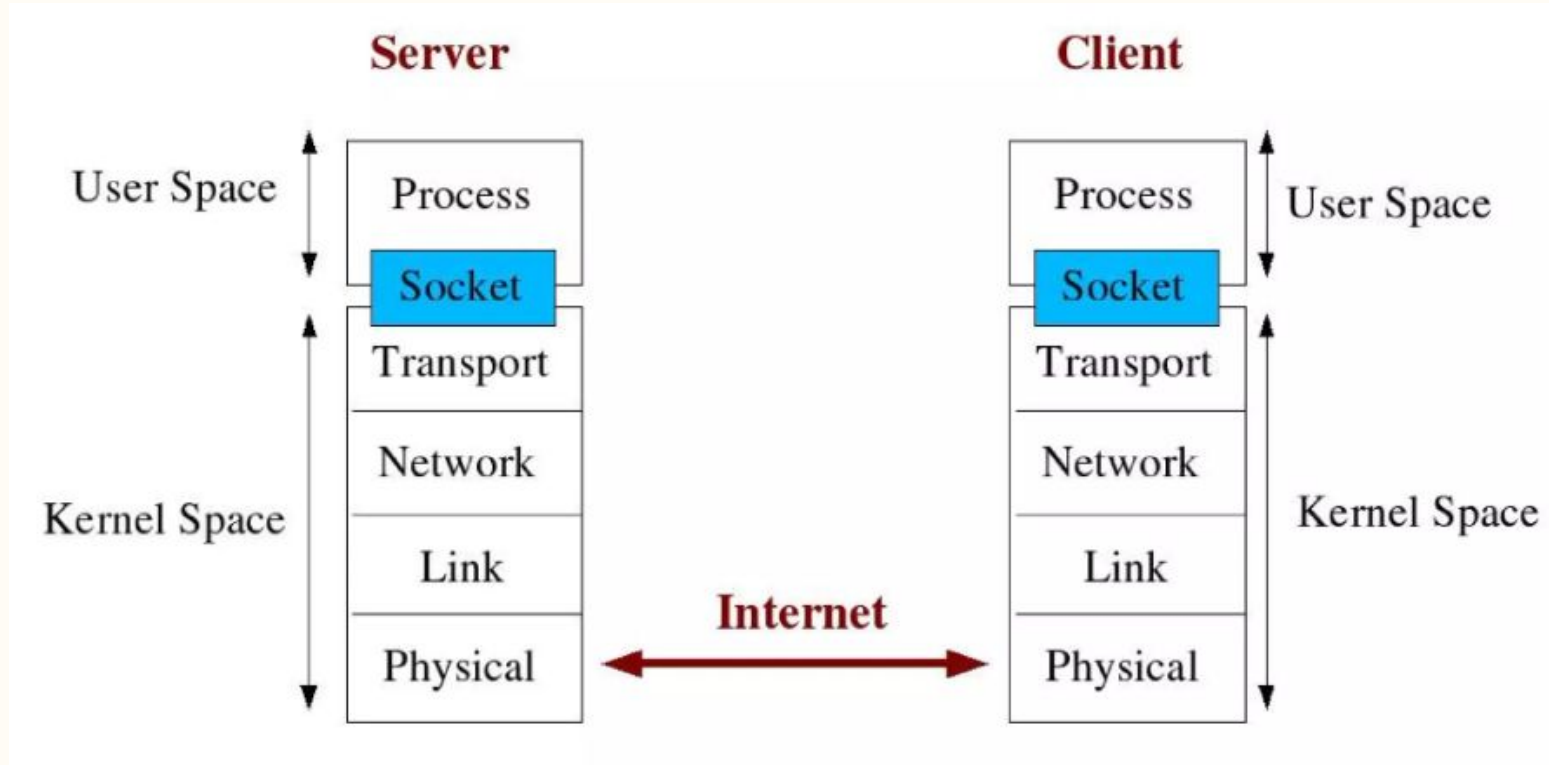 Server
Client
User Space
Process
Process
User Space
Socket
Socket
Transport
Transport
Network
Network
Kernel Space
Kernel Space
Link
Link
Internet
Physical
Physical